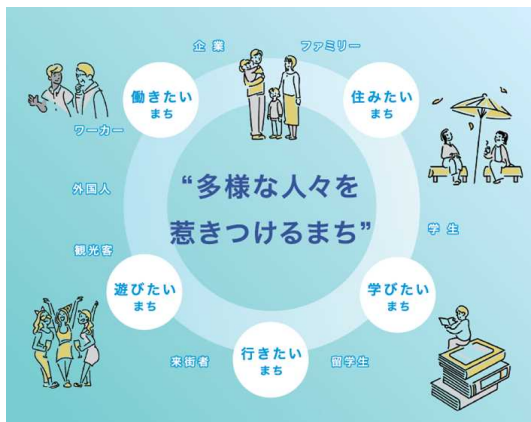 企業
ファミリー
働きたい
まち
住みたい
まち
ワーカー
外国人
“多様な人々を
惹きつけるまち”
学生
観光客
遊びたい
まち
学びたい
まち
来街者
行きたい
まち
留学生